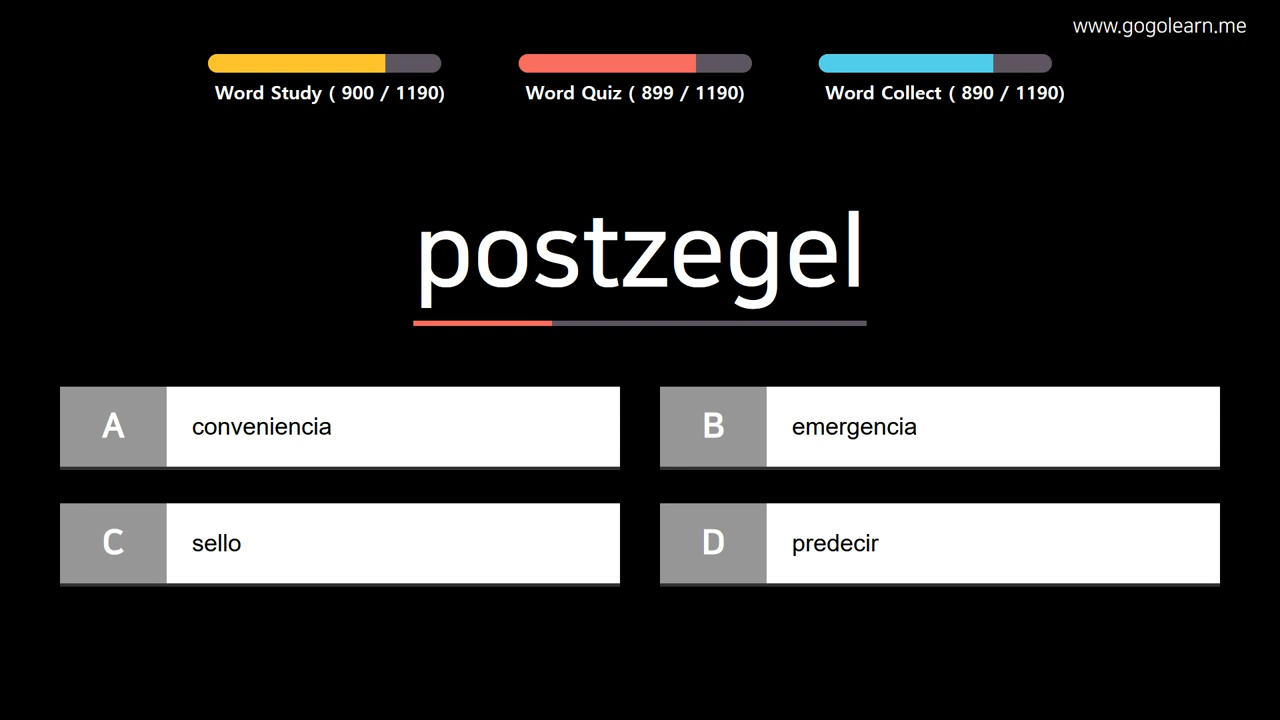 www.gogolearn.me
Word Study ( 900 / 1190)
Word Quiz ( 899 / 1190)
Word Collect ( 890 / 1190)
postzegel
A conveniencia
B emergencia
C sello
D predecir